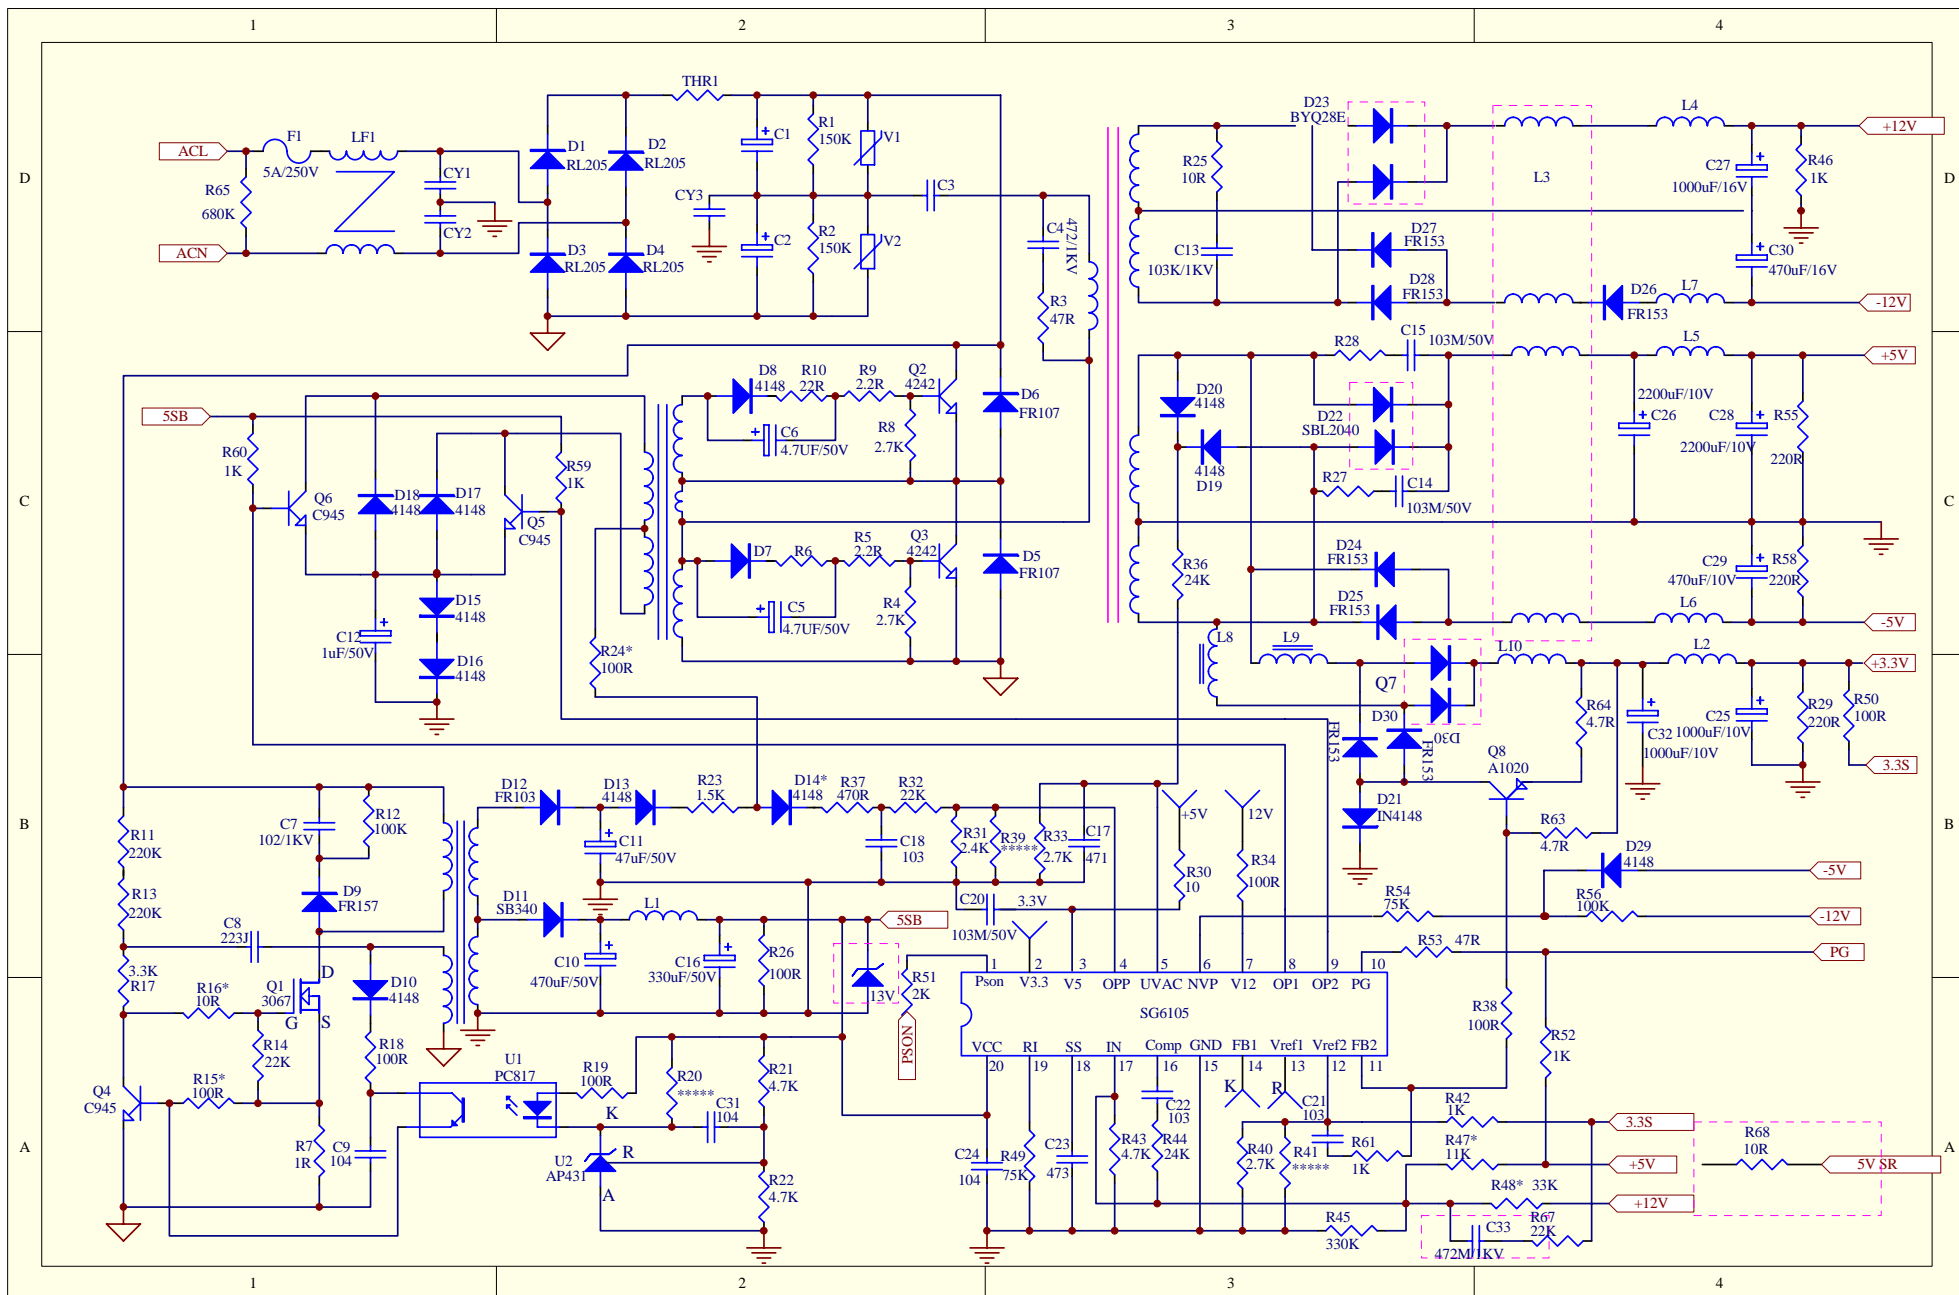 1 2 3 4
D
C
B
A
D
C
B
A
1 2 3 4
ACL
F1
5A/250V
LF1
R65
680K
ACN
CY1
CY2
D1
RL205
D2
RL205
D3
RL205
D4
RL205
THR1
C1
R1
150K
V1
CY3
C2
R2
150K
V2
C3
C4
472/1KV
R3
47R
D23
BYQ28E
R25
10R
C13
103K/1KV
D27
FR153
D28
FR153
L3
L4
+12V
C27
1000uF/16V
R46
1K
C30
470uF/16V
D26
FR153
L7
-12V
5SB
R60
1K
Q6
C945
D18
4148
D17
4148
Q5
C945
R59
1K
D15
4148
D16
4148
C12
1uF/50V
R24*
100R
D8
4148
R10
22R
R9
2.2R
Q2
4242
C6
4.7UF/50V
R8
2.7K
D6
FR107
D7
R6
R5
2.2R
Q3
4242
C5
4.7UF/50V
R4
2.7K
D5
FR107
R28
C15
103M/50V
D20
4148
D22
SBL2040
4148
D19
R27
C14
103M/50V
R36
24K
D24
FR153
D25
FR153
L5
+5V
2200uF/10V
C26
C28
2200uF/10V
R55
220R
C29
470uF/10V
R58
220R
L6
-5V
L8
L9
Q7
L10
L2
+3.3V
D30
FR153
D30
FR153
R64
4.7R
C32
1000uF/10V
C25
1000uF/10V
R29
220R
R50
100R
3.3S
Q8
A1020
D21
IN4148
R63
4.7R
D29
4148
-5V
R54
75K
R56
100K
-12V
R53
47R
PG
R11
220K
R13
220K
3.3K
R17
C7
102/1KV
R12
100K
D9
FR157
C8
223J
D
Q1
3067
G
S
R16*
10R
R14
22K
D10
4148
R18
100R
Q4
C945
R15*
100R
R7
1R
C9
104
D12
FR103
D13
4148
R23
1.5K
D14*
4148
R37
470R
R32
22K
C11
47uF/50V
C18
103
R31
2.4K
R39
*****
R33
2.7K
C17
471
+5V
12V
R30
10
R34
100R
D11
SB340
L1
5SB
C10
470uF/50V
C16
330uF/50V
R26
100R
13V
C20
103M/50V
3.3V
R51
2K
PSON
1 2 3 4 5 6 7 8 9 10
Pson V3.3 V5 OPP UVAC NVP V12 OP1 OP2 PG
SG6105
VCC RI SS IN Comp GND FB1 Vref1 Vref2 FB2
20 19 18 17 16 15 14 13 12 11
U1
PC817
R19
100R
K
R20
*****
C31
104
R21
4.7K
U2
AP431
R
A
R22
4.7K
C24
104
R49
75K
C23
473
R43
4.7K
C22
103
R44
24K
K
R
C21
103
R40
2.7K
R41
*****
R61
1K
R38
100R
R52
1K
R42
1K
3.3S
R47*
11K
+5V
R48* 33K
+12V
R45
330K
C33
472M/1KV
R67
22K
R68
10R
5V SR